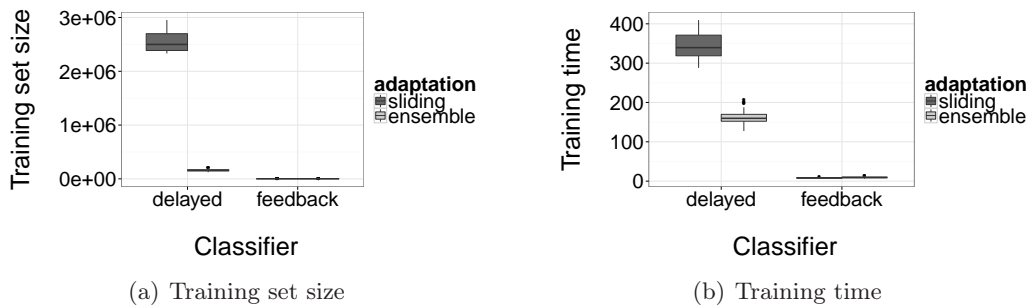 Training set size
3e+06
2e+06
1e+06
0e+00
delayed feedback
Classifier
adaptation
sliding
ensemble
(a) Training set size
Training time
400
300
200
100
0
delayed feedback
Classifier
adaptation
sliding
ensemble
(b) Training time